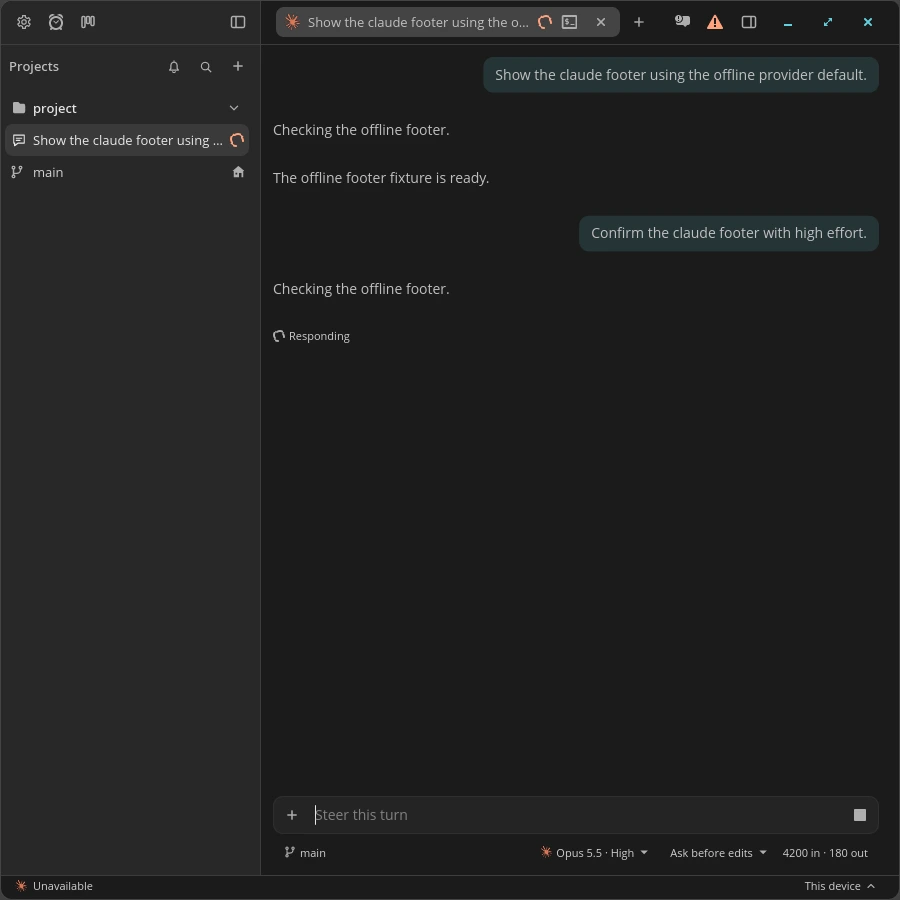 Show the claude footer using the o...
Projects
project
Show the claude footer using ...
main
Show the claude footer using the offline provider default.
Checking the offline footer.
The offline footer fixture is ready.
Confirm the claude footer with high effort.
Checking the offline footer.
Responding
Steer this turn
main
Opus 5.5 · High
Ask before edits
4200 in · 180 out
Unavailable
This device